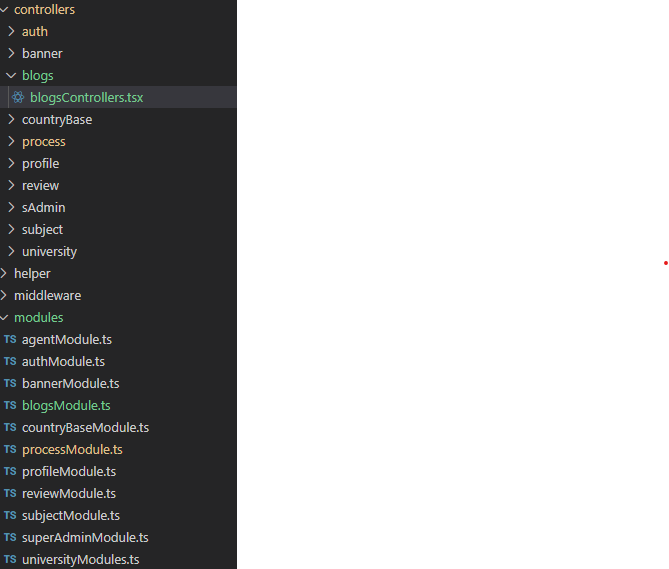 controllers
auth
banner
blogs
blogsControllers.tsx
countryBase
process
profile
review
sAdmin
subject
university
helper
middleware
modules
TS agentModule.ts
TS authModule.ts
TS bannerModule.ts
TS blogsModule.ts
TS countryBaseModule.ts
TS processModule.ts
TS profileModule.ts
TS reviewModule.ts
TS subjectModule.ts
TS superAdminModule.ts
TS universityModules.ts